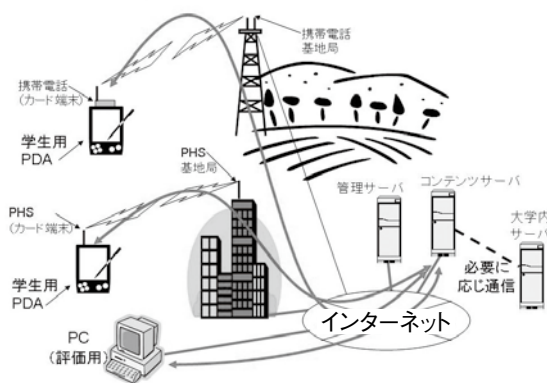 携帯電話
基地局
携帯電話
(カード端末)
学生用
PDA
PHS
基地局
PHS
(カード端末)
学生用
PDA
管理サーバ
コンテンツサーバ
大学内
サーバ
必要に
応じ通信
インターネット
PC
(評価用)